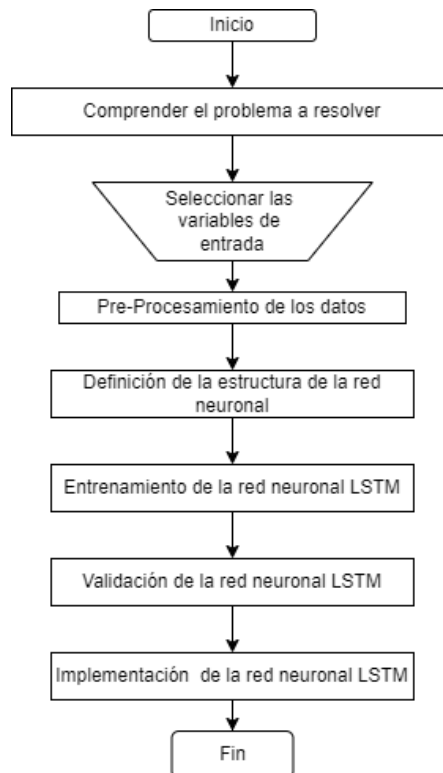 Inicio
Comprender el problema a resolver
Seleccionar las
variables de
entrada
Pre-Procesamiento de los datos
Definición de la estructura de la red
neuronal
Entrenamiento de la red neuronal LSTM
Validación de la red neuronal LSTM
Implementación de la red neuronal LSTM
Fin